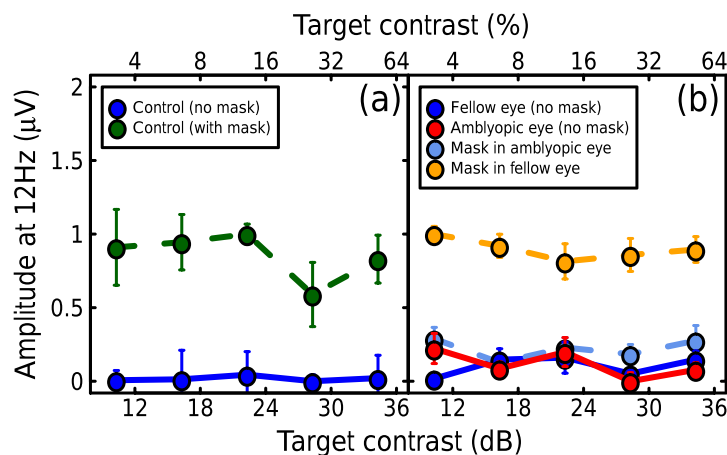 Target contrast (%)
4 8 16 32 64 4 8 16 32 64
(a) (b)
Control (no mask)
Control (with mask)
Fellow eye (no mask)
Amblyopic eye (no mask)
Mask in amblyopic eye
Mask in fellow eye
Amplitude at 12Hz (μV)
2
1.5
1
0.5
0
12 18 24 30 36 12 18 24 30 36
Target contrast (dB)